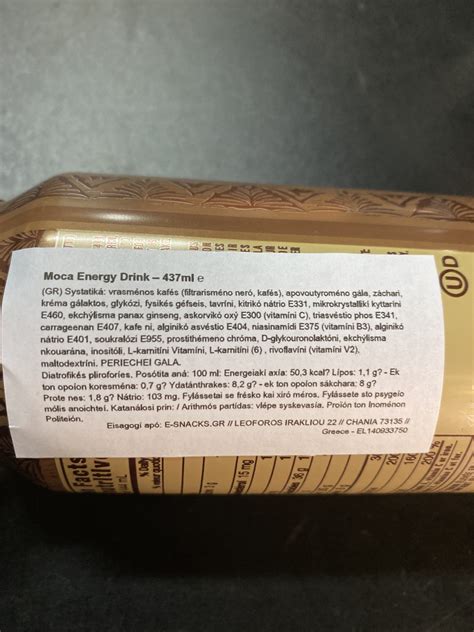 Moca Energy Drink – 437ml e
(GR) Systatiká: vrasménos kafés (filtrarisméno neró, kafés), apovoutyroméno gála, záchari,
kréma gálaktos, glykózi, fysikés géfseis, tavríni, kitrikó nátrio E331, mikrokrystallikí kyttaríni
E460, ekchýlisma panax ginseng, askorvikó oxý E300 (vitamíni C), triasvéstio phos E341,
carrageenan E407, kafe ni, alginikó asvéstio E404, niasinamídi E375 (vitamíni B3), alginikó
nátrio E401, soukralózi E955, prostithémeno chróma, D-glykouronolaktóni, ekchýlisma
nkouarána, inositóli, L-karnitíni Vitamíni, L-karnitíni (6) , rivoflavíni (vitamíni V2),
maltodextríni. PERIECHEI GALA.
Diatrofikés pliroforíes. Posótita aná: 100 ml: Energeiakí axía: 50,3 kcal? Lípos: 1,1 g? - Ek
ton opoíon koresména: 0,7 g? Ydatánthrakes: 8,2 g? - ek ton opoíon sákchara: 8 g?
Prote nes: 1,8 g? Nátrio: 103 mg. Fylássetai se frésko kai xiró méros. Fylássete sto psygeío
mólis anoichteí. Katanálosi prin: / Arithmós partídas: vlépe syskevasía. Proïón ton Inoménon
Politeión.
Eisagogí apó: E-SNACKS.GR // LEOFOROS IRAKLIOU 22 // CHANIA 73135 //
Greece - EL140933750
D
Facts
15 mg